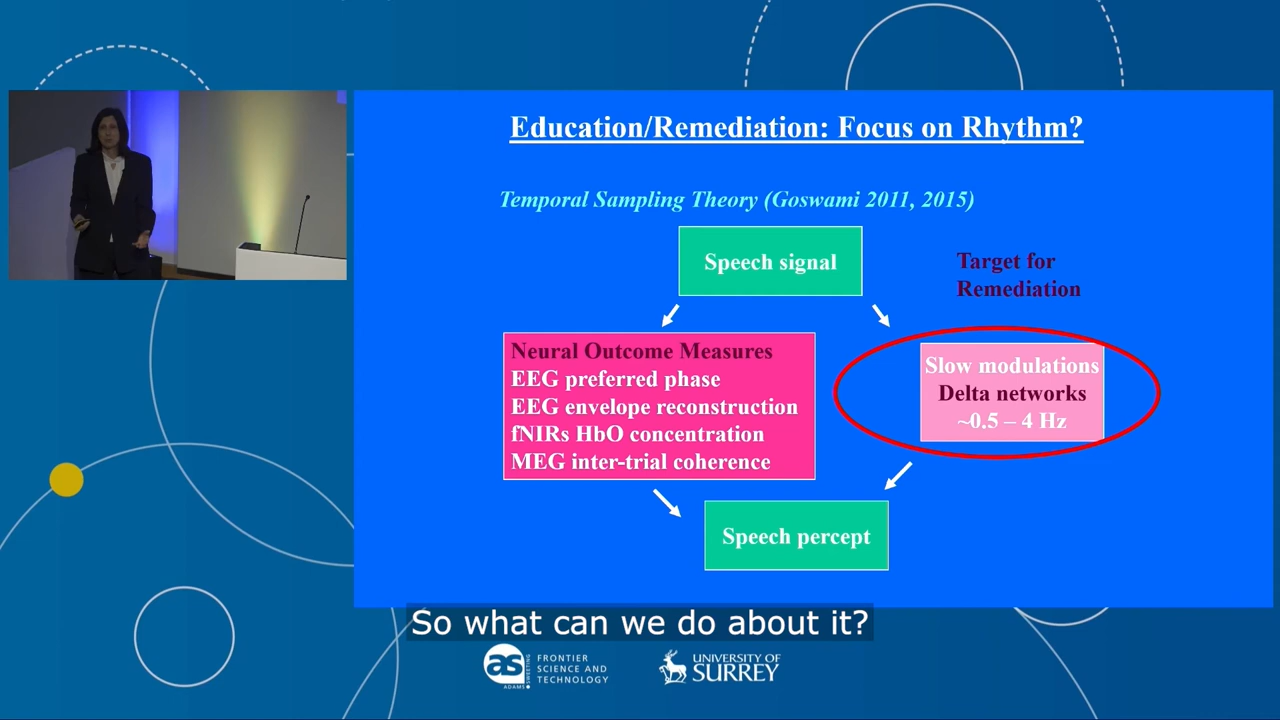 Education/Remediation: Focus on Rhythm?
Temporal Sampling Theory (Goswami 2011, 2015)
Speech signal
Target for
Remediation
Neural Outcome Measures
EEG preferred phase
EEG envelope reconstruction
fNIRs HbO concentration
MEG inter-trial coherence
Slow modulations
Delta networks
~0.5 – 4 Hz
Speech percept
So what can we do about it?
as
ADAMS
SWEETING
FRONTIER
SCIENCE AND
TECHNOLOGY
UNIVERSITY OF
SURREY